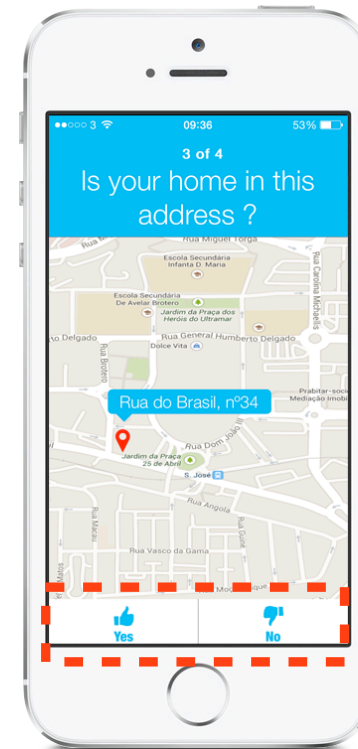 3 09:36 53%
3 of 4
Is your home in this
address ?
Rua Miguel Torga
Escola Secundária
Infanta D. Maria
Rua Carolina Michaëlis
Escola Secundária
De Avelar Brotero
Jardim da Praça dos
Heróis do Ultramar
Delgado
Rua General Humberto Delgado
Dolce Vita
Rua Brotero
Mediação
Rua do Brasil, nº34
Rua Dom João III
Jardim da Praça
25 de Abril
S. José
Rua Angola
Rua Macau
Rua Guiné
Rua Vasco da Gama
Yes
No